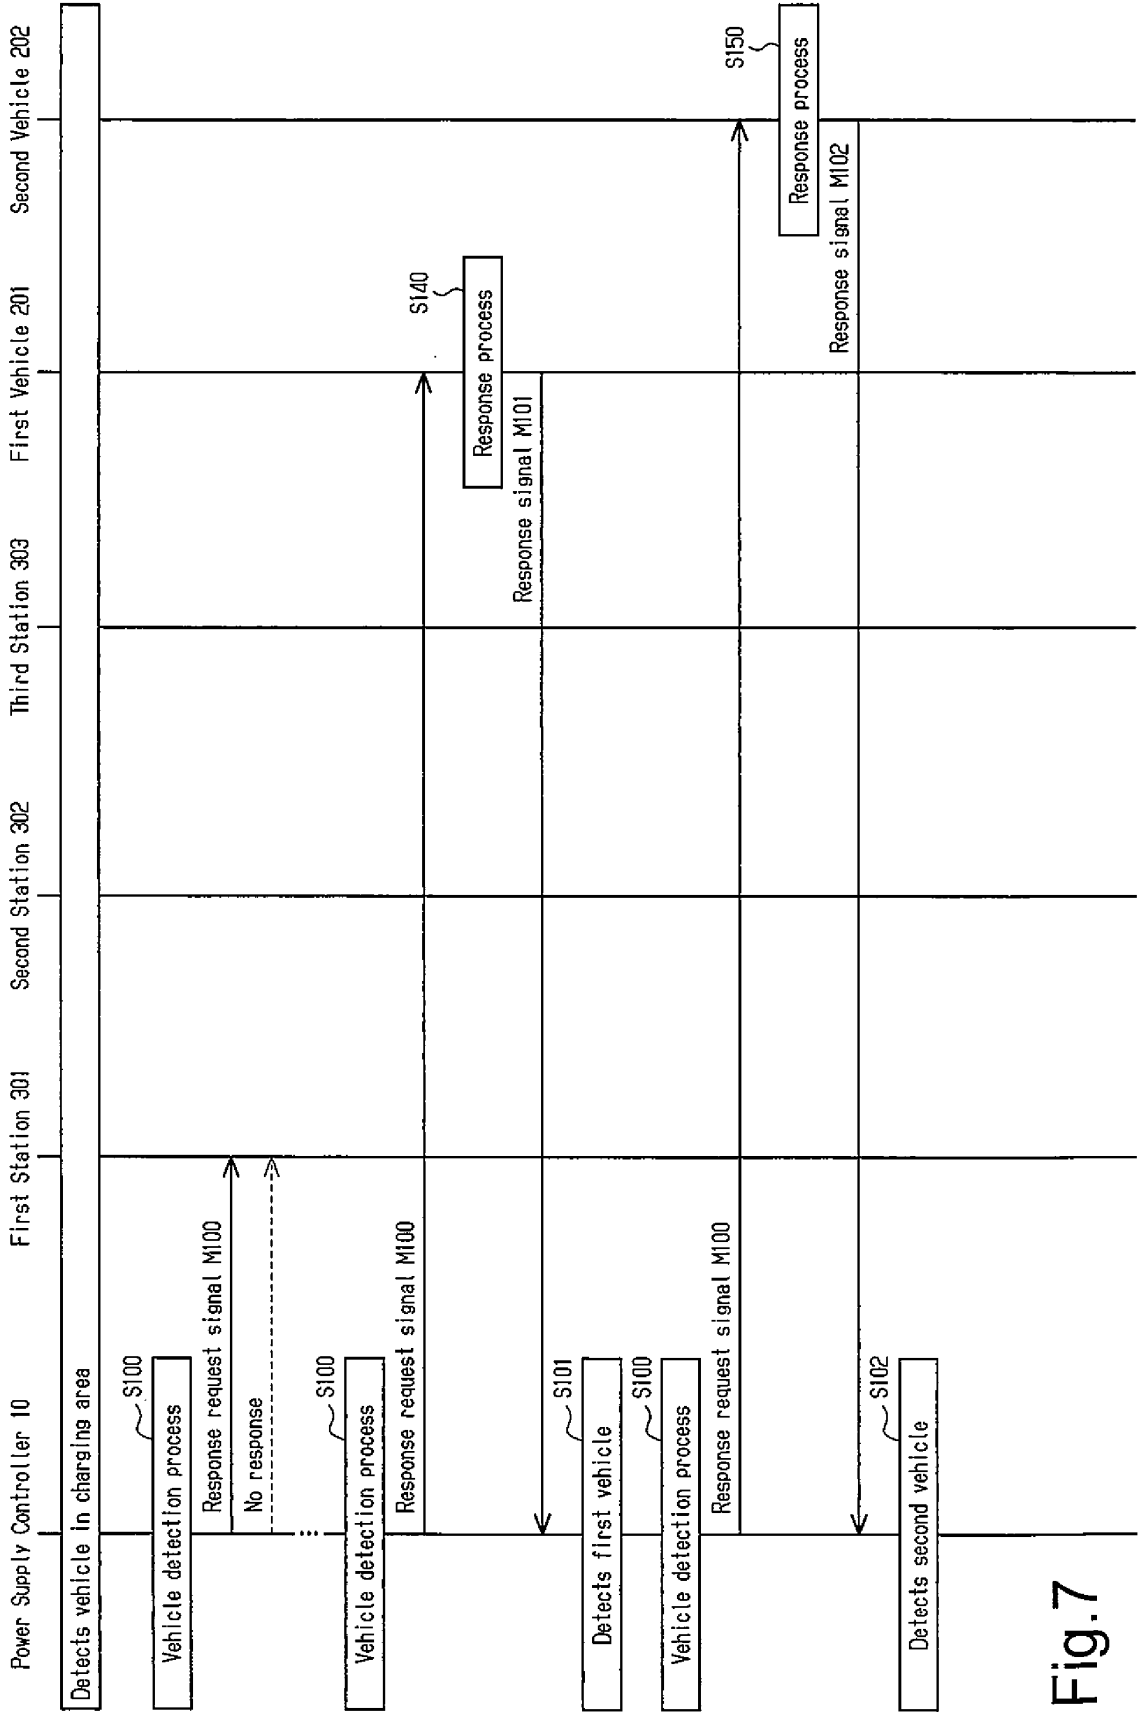 Power Supply Controller 10
First Station 301
Second Station 302
Third Station 303
First Vehicle 201
Second Vehicle 202
Detects vehicle in charging area
S100
Vehicle detection process
Response request signal M100
No response
S100
Vehicle detection process
Response request signal M100
S140
Response process
Response signal M101
S101
Detects first vehicle
S100
Vehicle detection process
Response request signal M100
S150
Response process
Response signal M102
S102
Detects second vehicle
Fig.7